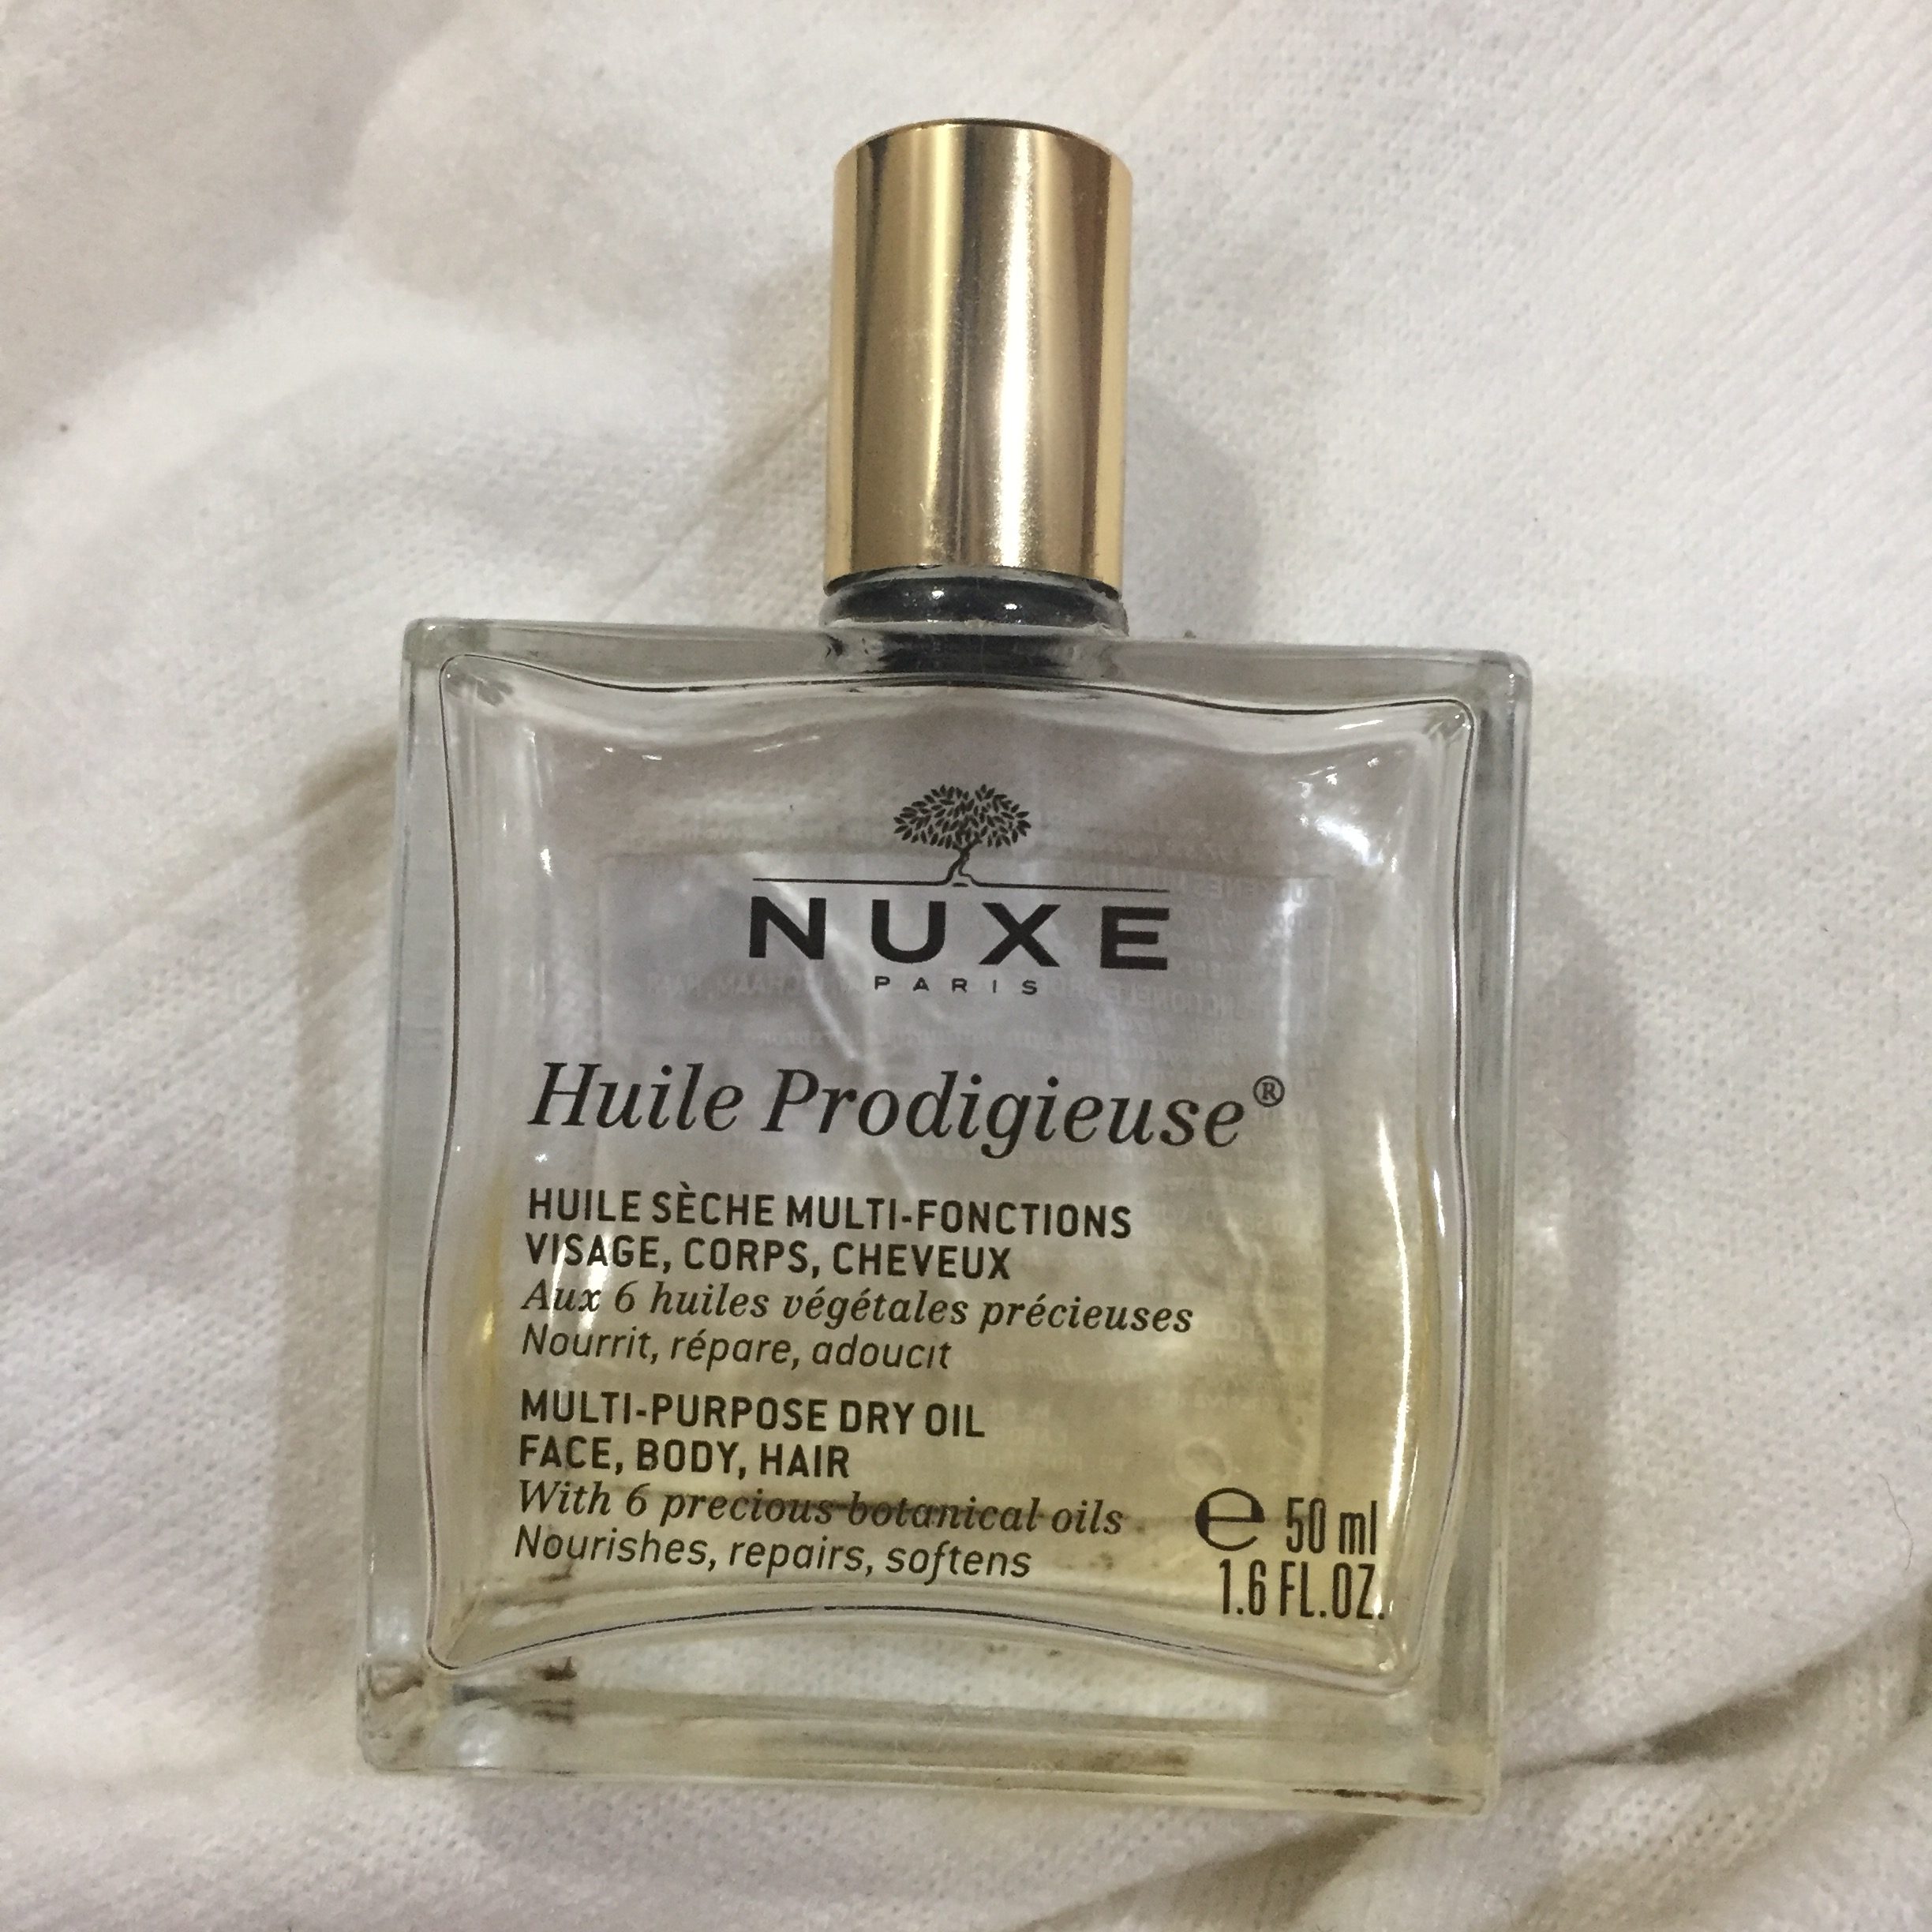 NUXE
PARIS
Huile Prodigieuse®
HUILE SÈCHE MULTI-FONCTIONS
VISAGE, CORPS, CHEVEUX
Aux 6 huiles végétales précieuses
Nourrit, répare, adoucit
MULTI-PURPOSE DRY OIL
FACE, BODY, HAIR
With 6 precious botanical oils
Nourishes, repairs, softens
℮ 50 ml
1.6 FL.OZ.